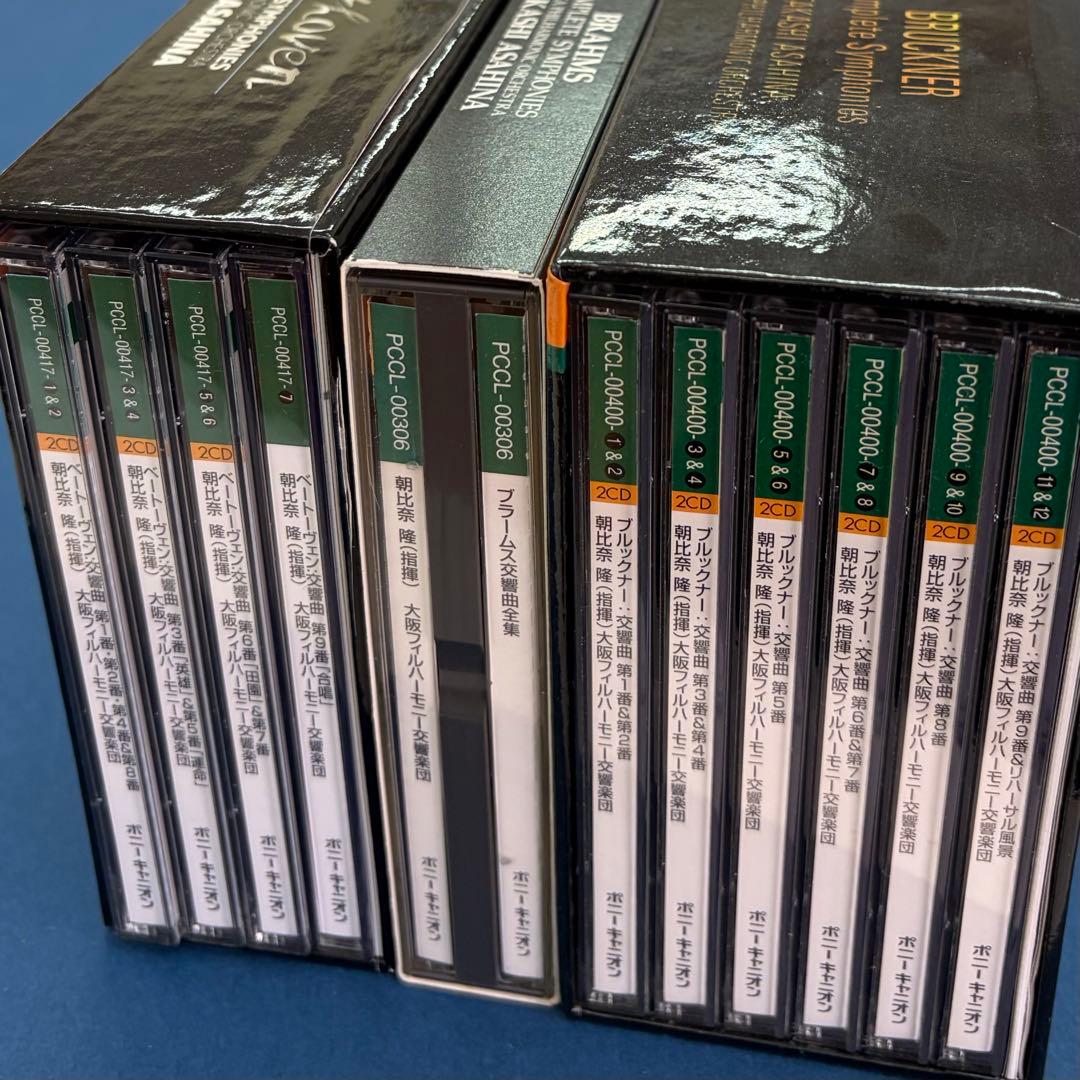 thoven
SYMPHONIES
ASAHINA
BRAHMS
COMPLETE SYMPHONIES
PHILHARMONIC ORCHESTRA
KASHI ASAHINA
BRUCKNER
mplete Symphonies
TAKASHI ASAHINA
PHILHARMONIC ORCHESTR
PCCL-00417-1&2
2CD
ベートーヴェン:交響曲 第1番・第2番・第4番&第8番
朝比奈 隆(指揮) 大阪フィルハーモニー交響楽団
ポニーキャニオン
PCCL-00417-3&4
2CD
ベートーヴェン:交響曲 第3番「英雄」&第5番「運命」
朝比奈 隆(指揮) 大阪フィルハーモニー交響楽団
ポニーキャニオン
PCCL-00417-5&6
2CD
ベートーヴェン:交響曲 第6番「田園」&第7番
朝比奈 隆(指揮) 大阪フィルハーモニー交響楽団
ポニーキャニオン
PCCL-00417-7
ベートーヴェン:交響曲 第9番「合唱」
朝比奈 隆(指揮) 大阪フィルハーモニー交響楽団
ポニーキャニオン
PCCL-00306
朝比奈 隆(指揮) 大阪フィルハーモニー交響楽団
ポニーキャニオン
PCCL-00306
ブラームス交響曲全集
ポニーキャニオン
PCCL-00400-1&2
2CD
ブルックナー:交響曲 第1番&第2番
朝比奈 隆(指揮) 大阪フィルハーモニー交響楽団
ポニーキャニオン
PCCL-00400-3&4
2CD
ブルックナー:交響曲 第3番&第4番
朝比奈 隆(指揮) 大阪フィルハーモニー交響楽団
ポニーキャニオン
PCCL-00400-5&6
2CD
ブルックナー:交響曲 第5番
朝比奈 隆(指揮) 大阪フィルハーモニー交響楽団
ポニーキャニオン
PCCL-00400-7&8
2CD
ブルックナー:交響曲 第6番&第7番
朝比奈 隆(指揮) 大阪フィルハーモニー交響楽団
ポニーキャニオン
PCCL-00400-9&10
2CD
ブルックナー:交響曲 第8番
朝比奈 隆(指揮) 大阪フィルハーモニー交響楽団
ポニーキャニオン
PCCL-00400-11&12
2CD
ブルックナー:交響曲 第9番&リハーサル風景
朝比奈 隆(指揮) 大阪フィルハーモニー交響楽団
ポニーキャニオン